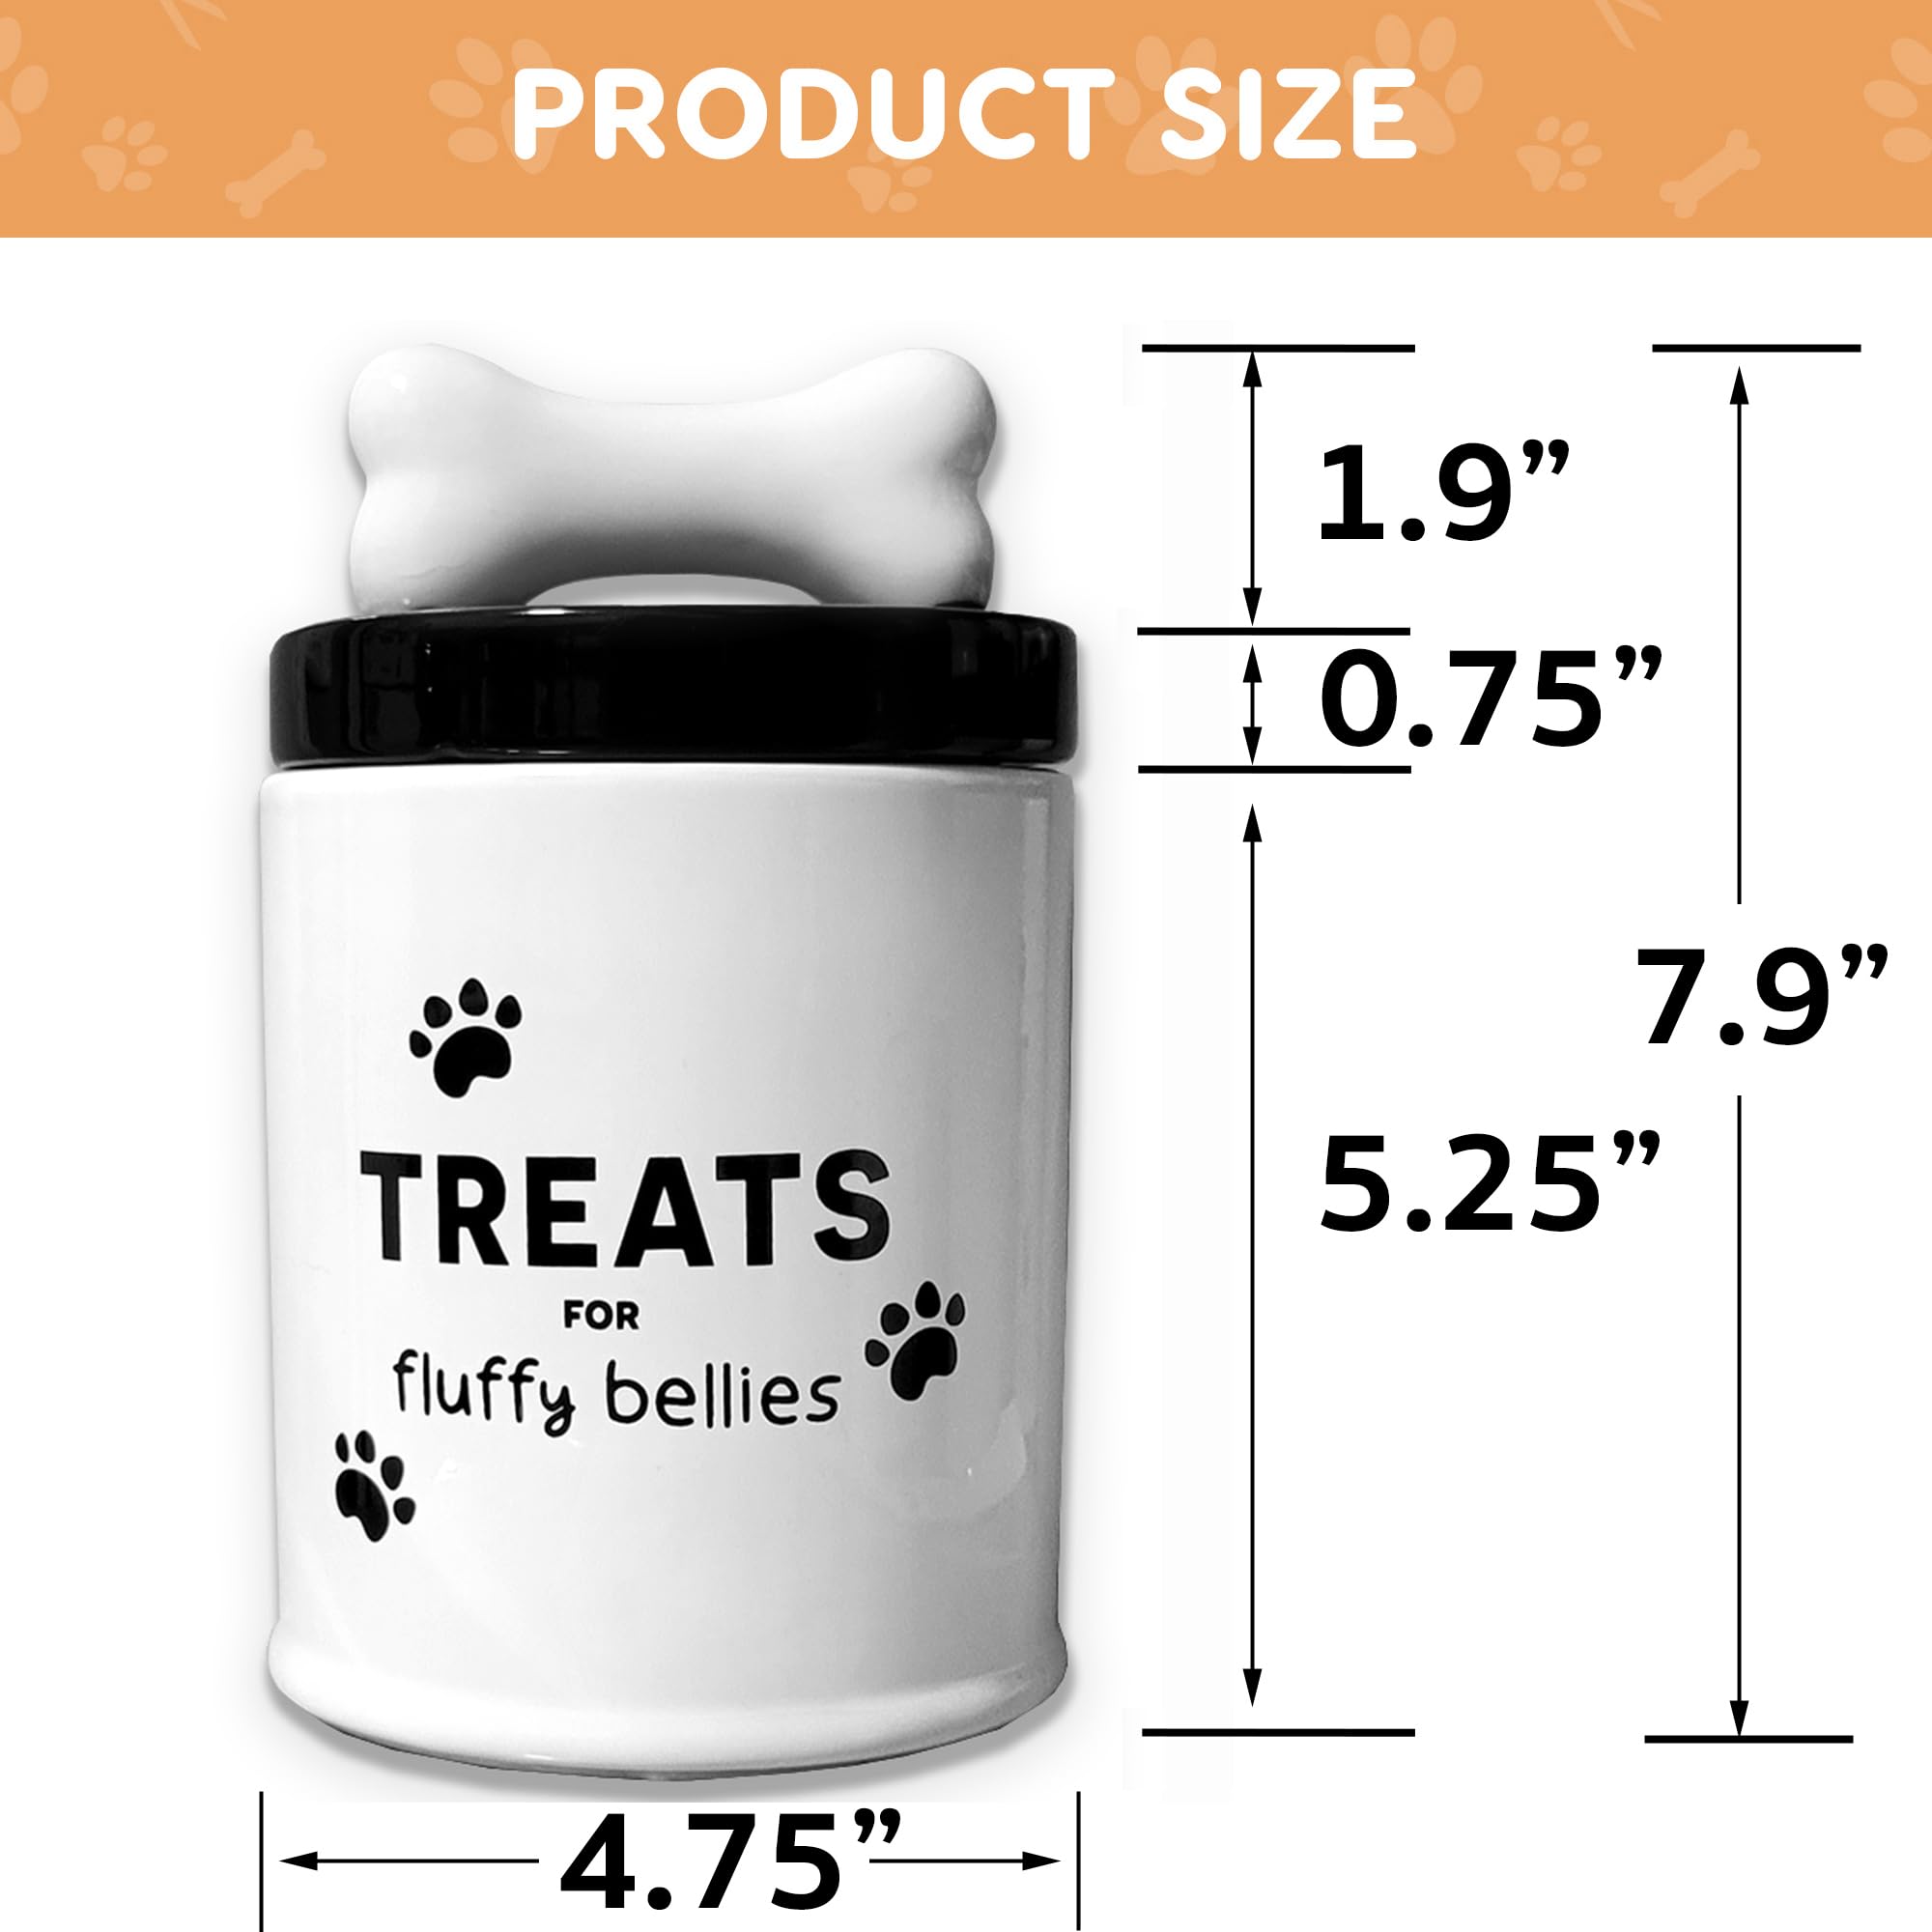 PRODUCT SIZE
1.9”
0.75”
7.9”
5.25”
TREATS
FOR
fluffy bellies
4.75”